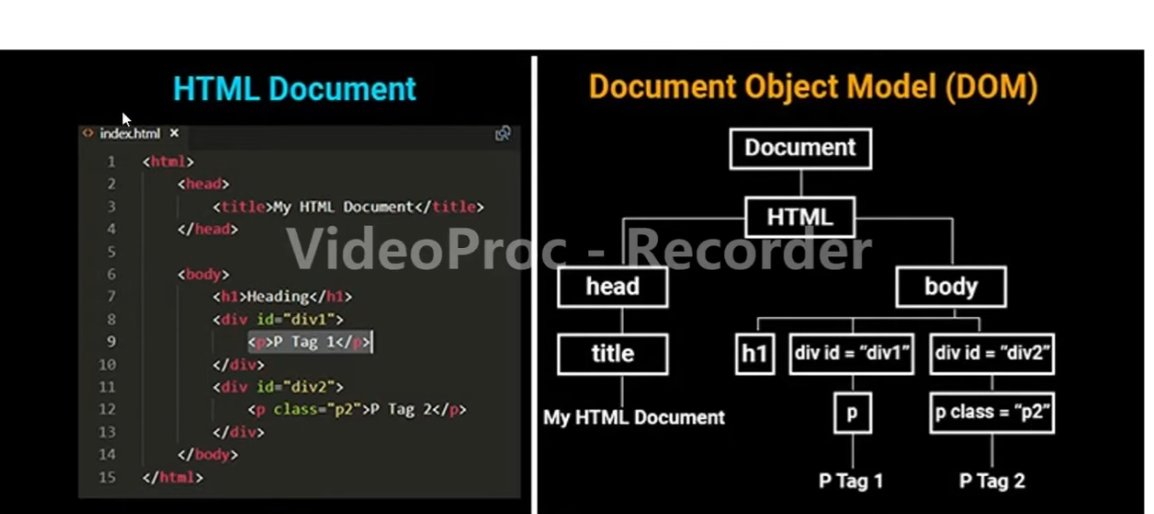 HTML Document
index.html ×
1 <html>
2 <head>
3 <title>My HTML Document</title>
4 </head>
5
6 <body>
7 <h1>Heading</h1>
8 <div id="div1">
9 <p>P Tag 1</p>
10 </div>
11 <div id="div2">
12 <p class="p2">P Tag 2</p>
13 </div>
14 </body>
15 </html>
Document Object Model (DOM)
Document
HTML
head body
title h1 div id = “div1” div id = “div2”
My HTML Document p p class = “p2”
P Tag 1 P Tag 2
VideoProc - Recorder